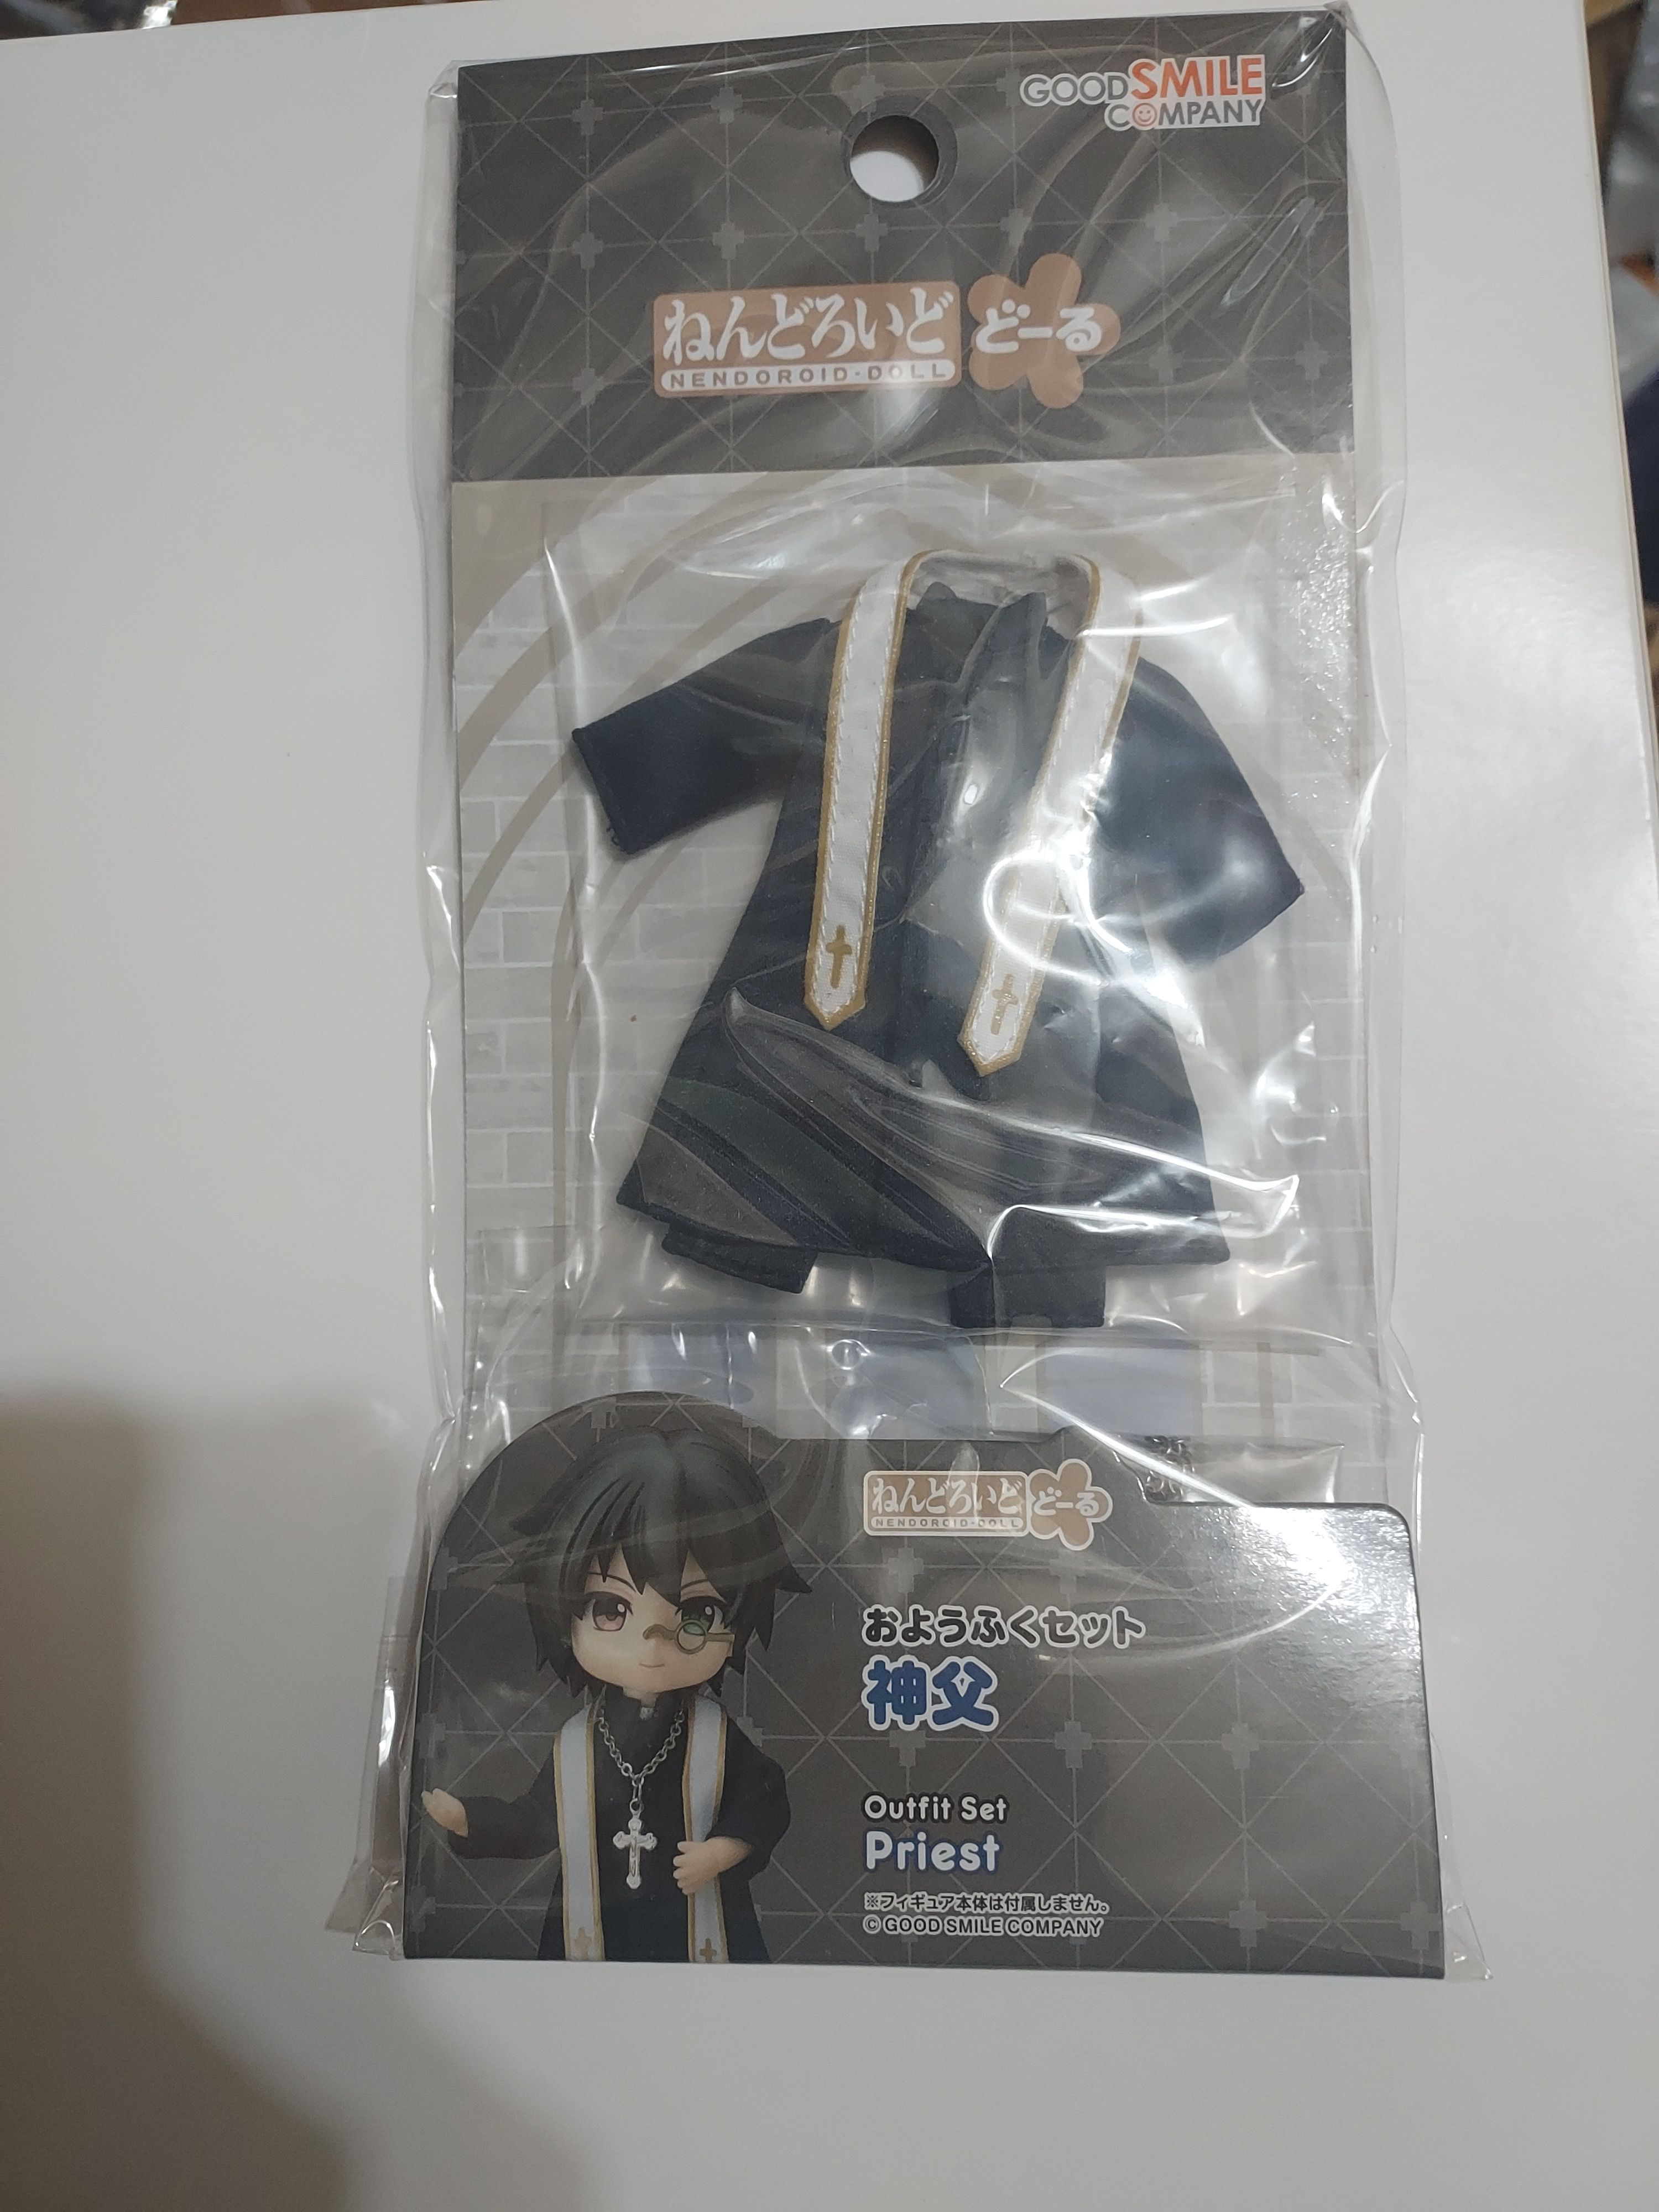 GOOD SMILE
COMPANY
ねんどろいど どーる
NENDOROID-DOLL
ねんどろいど どーる
NENDOROID-DOLL
おようふくセット
神父
Outfit Set
Priest
※フィギュア本体は付属しません。
© GOOD SMILE COMPANY